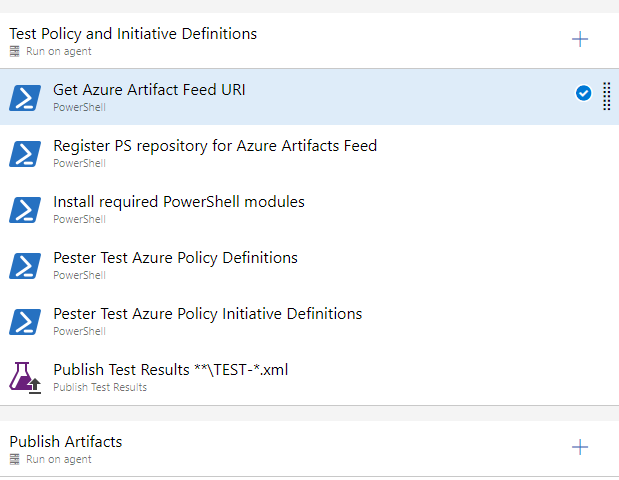 Test Policy and Initiative Definitions
Run on agent
Get Azure Artifact Feed URI
PowerShell
Register PS repository for Azure Artifacts Feed
PowerShell
Install required PowerShell modules
PowerShell
Pester Test Azure Policy Definitions
PowerShell
Pester Test Azure Policy Initiative Definitions
PowerShell
Publish Test Results **\TEST-*.xml
Publish Test Results
Publish Artifacts
Run on agent